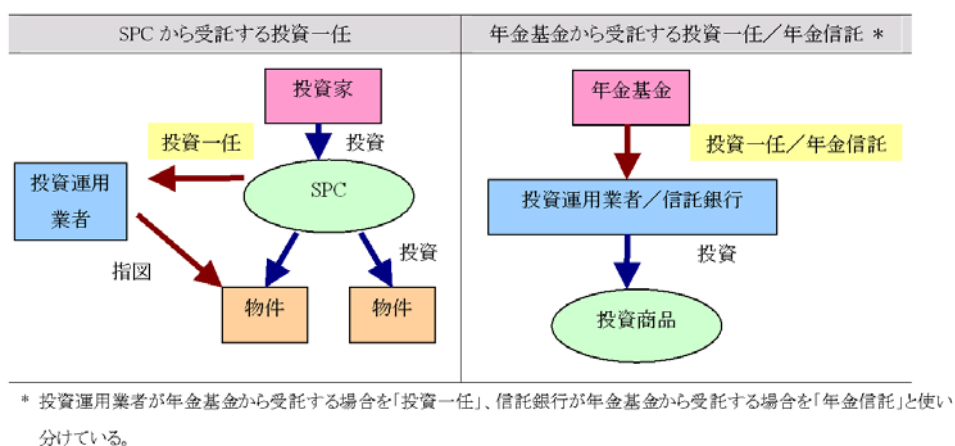 SPC から受託する投資一任
年金基金から受託する投資一任／年金信託 *
投資家
投資一任
投資
投資運用
業者
SPC
指図
投資
物件
物件
年金基金
投資一任／年金信託
投資運用業者／信託銀行
投資
投資商品
* 投資運用業者が年金基金から受託する場合を「投資一任」、信託銀行が年金基金から受託する場合を「年金信託」と使い
分けている。